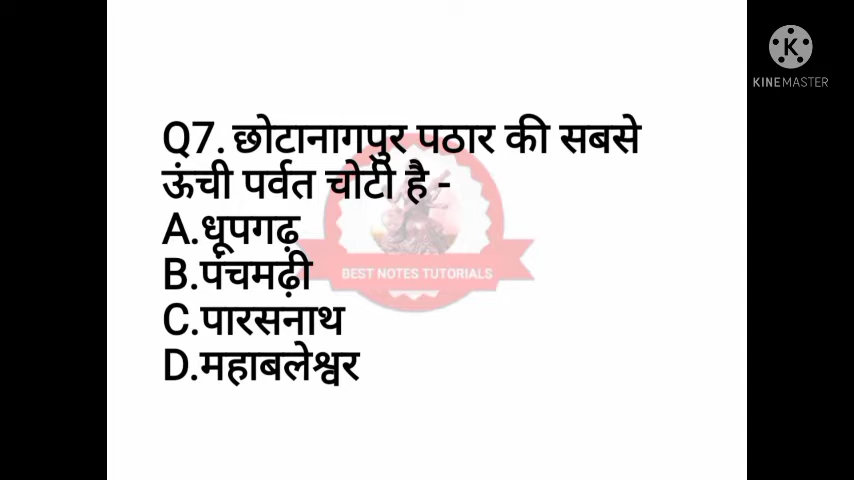 K
KINEMASTER
Q7. छोटानागपुर पठार की सबसे
ऊंची पर्वत चोटी है -
A.धूपगढ़
B.पंचमढ़ी
BEST NOTES TUTORIALS
C.पारसनाथ
D.महाबलेश्वर